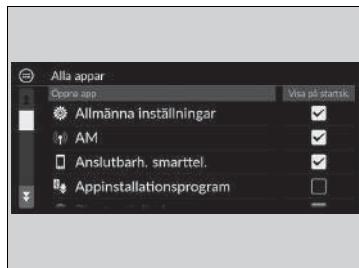 Alla appar
Öppna app
Visa på startsk.
Allmänna inställningar
AM
Anslutbarh. smarttel.
Appinstallationsprogram